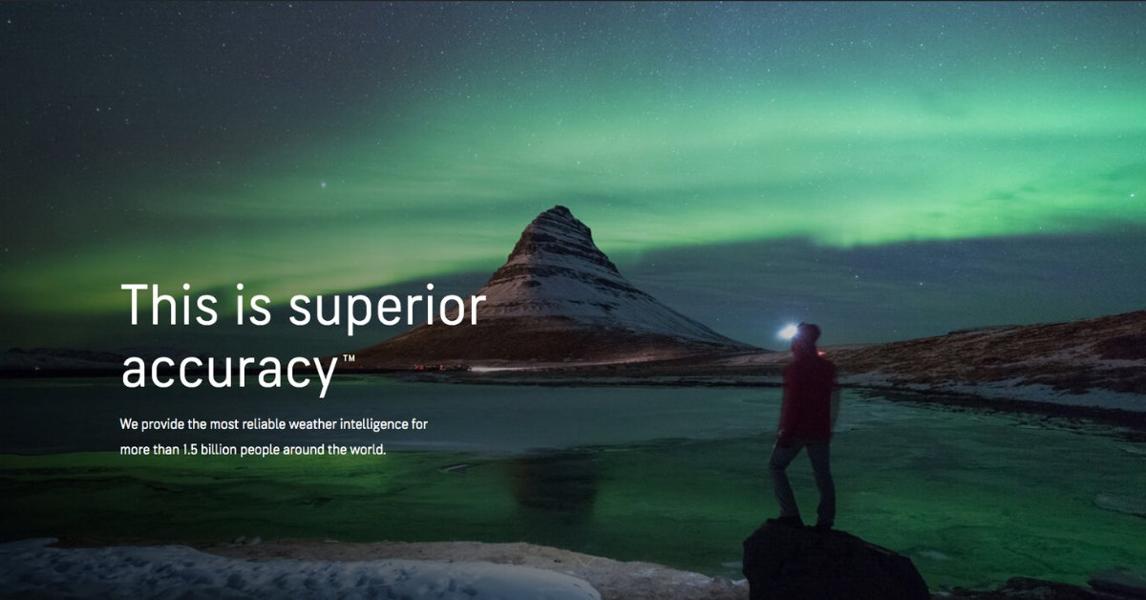 This is superior
accuracy™
We provide the most reliable weather intelligence for
more than 1.5 billion people around the world.